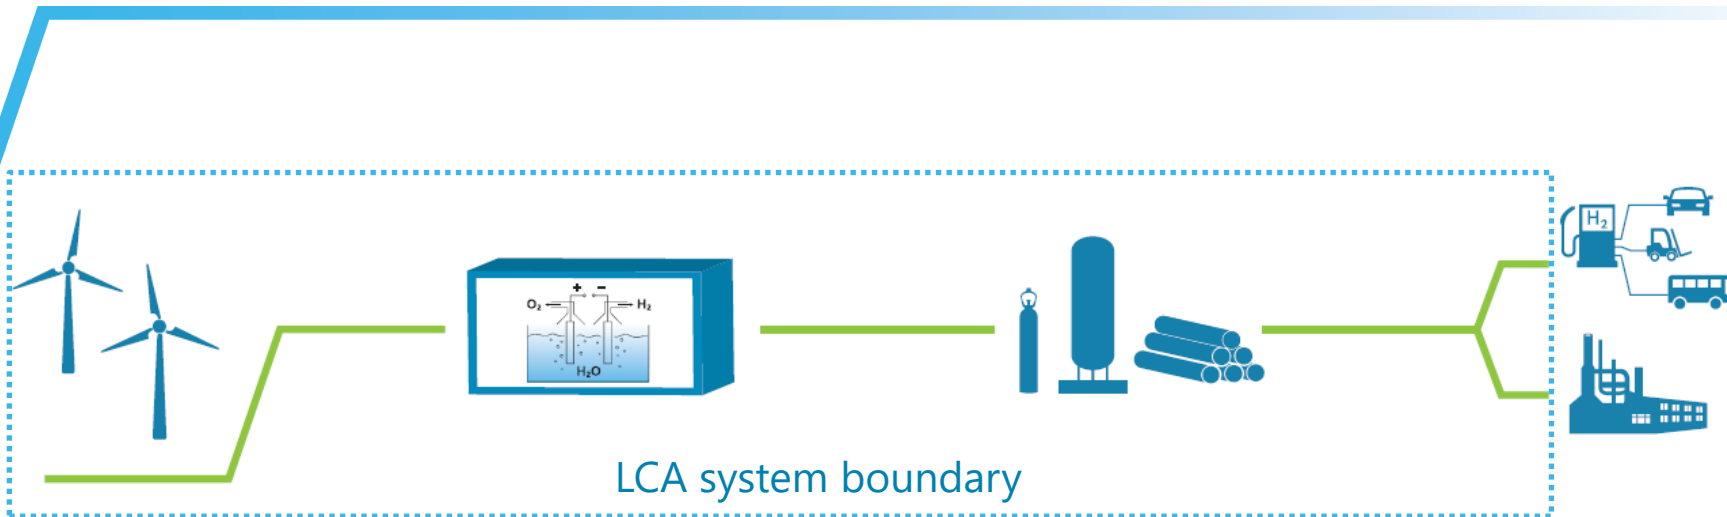 H₂
+ −
O₂ H₂
H₂O
LCA system boundary